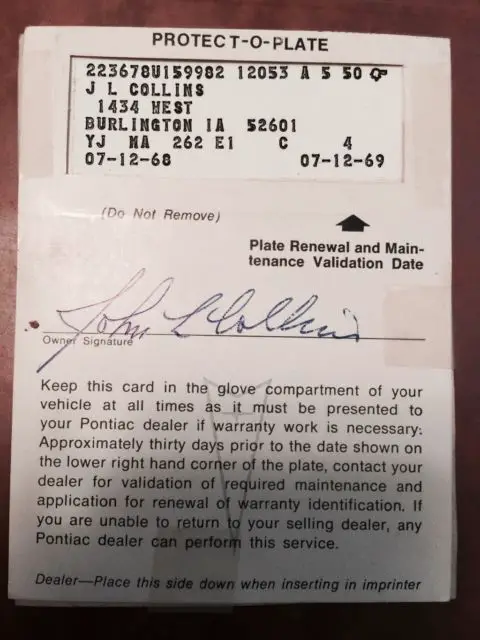 PROTECT-O-PLATE
223678U159982 12053 A 5 50
J L COLLINS
1434 WEST
BURLINGTON IA 52601
YJ MA 262 E1 C 4
07-12-68 07-12-69
(Do Not Remove)
Plate Renewal and Main-
tenance Validation Date
John L Collins
Owner Signature
Keep this card in the glove compartment of your
vehicle at all times as it must be presented to
your Pontiac dealer if warranty work is necessary.
Approximately thirty days prior to the date shown on
the lower right hand corner of the plate, contact your
dealer for validation of required maintenance and
application for renewal of warranty identification. If
you are unable to return to your selling dealer, any
Pontiac dealer can perform this service.
Dealer—Place this side down when inserting in imprinter